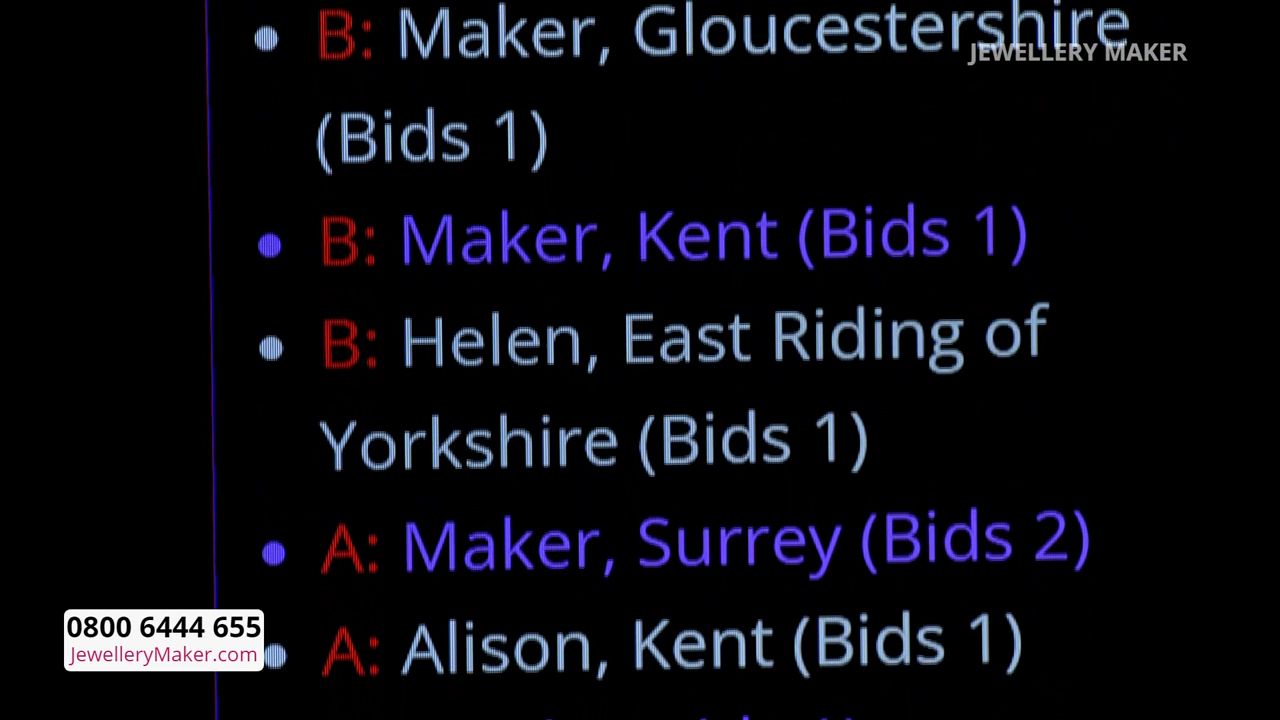 B: Maker, Gloucestershire
JEWELLERY MAKER
(Bids 1)
B: Maker, Kent (Bids 1)
B: Helen, East Riding of
Yorkshire (Bids 1)
A: Maker, Surrey (Bids 2)
0800 6444 655
JewelleryMaker.com
A: Alison, Kent (Bids 1)